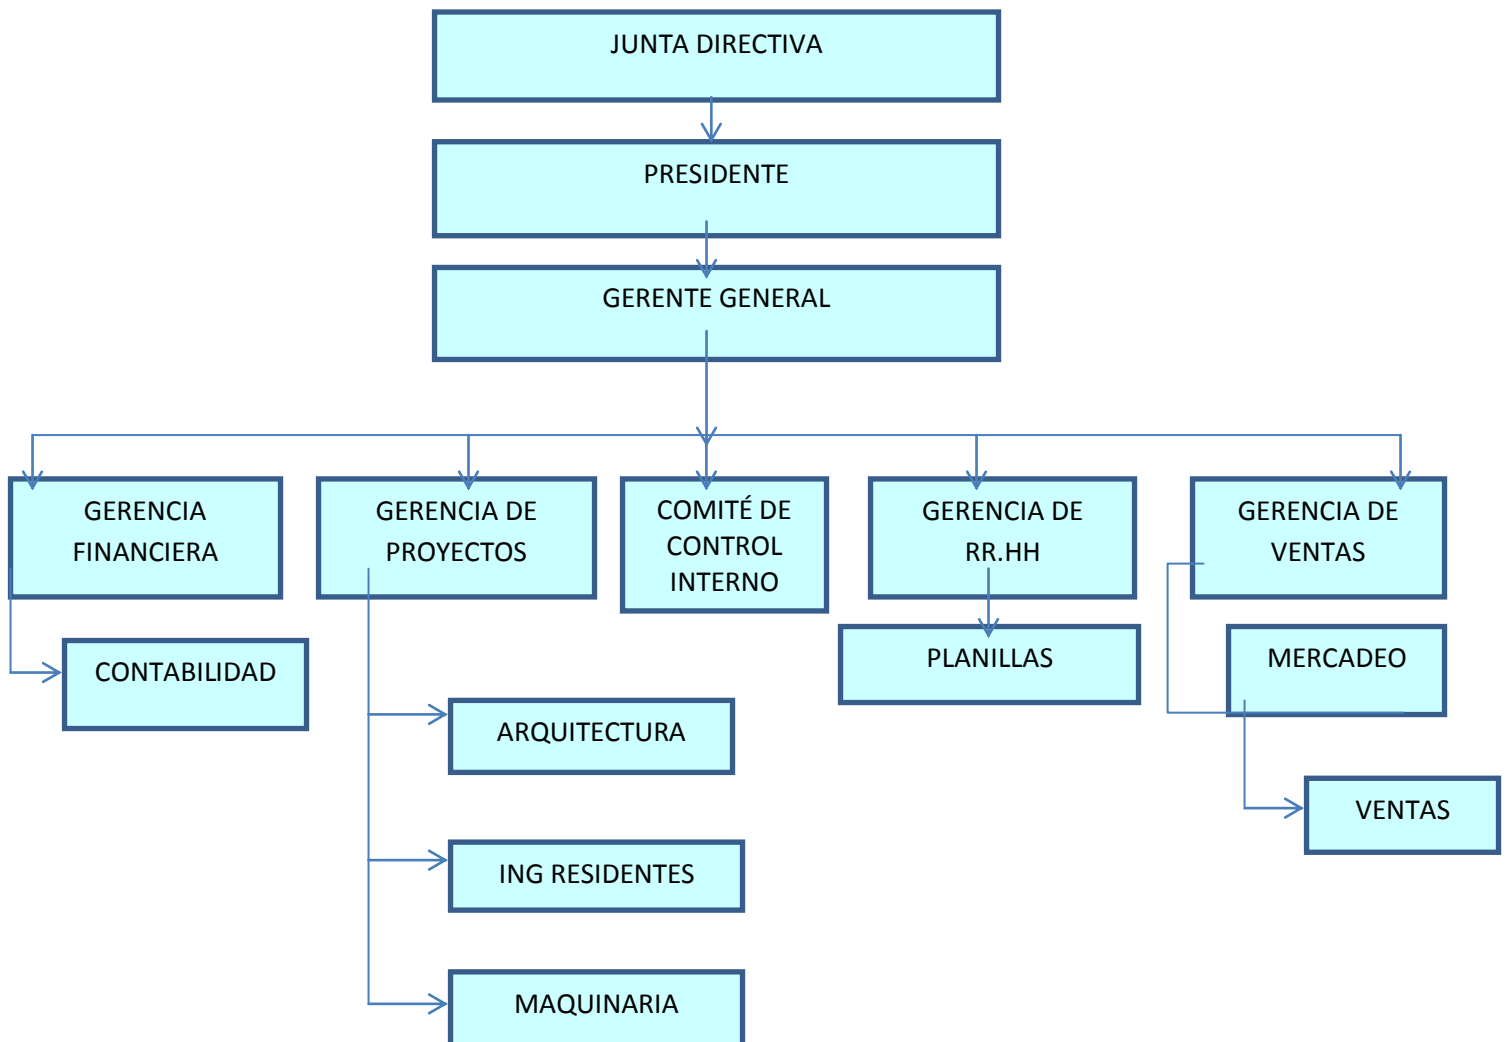 JUNTA DIRECTIVA
PRESIDENTE
GERENTE GENERAL
GERENCIA
FINANCIERA
GERENCIA DE
PROYECTOS
COMITÉ DE
CONTROL
INTERNO
GERENCIA DE
RR.HH
GERENCIA DE
VENTAS
CONTABILIDAD
PLANILLAS
MERCADEO
ARQUITECTURA
VENTAS
ING RESIDENTES
MAQUINARIA